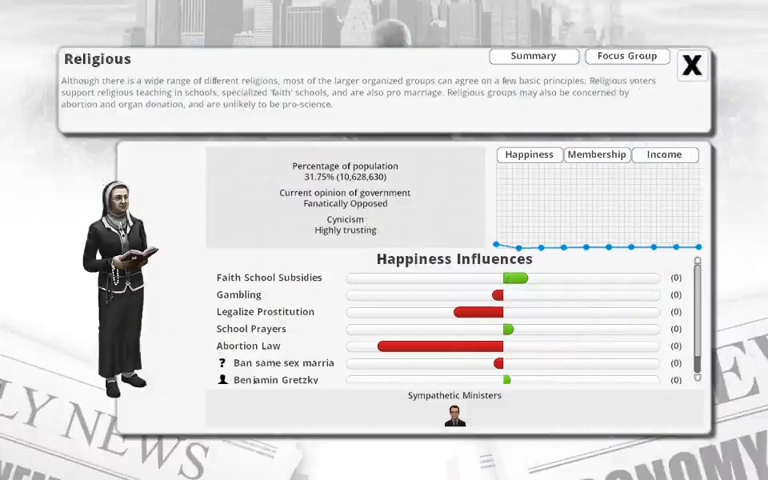 Religious
Summary
Focus Group
X
Although there is a wide range of different religions, most of the larger organized groups can agree on a few basic principles. Religious voters
support religious teaching in schools, specialized 'faith' schools, and are also pro marriage. Religious groups may also be concerned by
abortion and organ donation, and are unlikely to be pro-science.
Percentage of population
31.75% (10,628,630)
Current opinion of government
Fanatically Opposed
Cynicism
Highly trusting
Happiness
Membership
Income
Happiness Influences
Faith School Subsidies (0)
Gambling (0)
Legalize Prostitution (0)
School Prayers (0)
Abortion Law (0)
? Ban same sex marria (0)
Benjamin Gretzky (0)
Sympathetic Ministers
LY NEWS
NEW
ONOMY